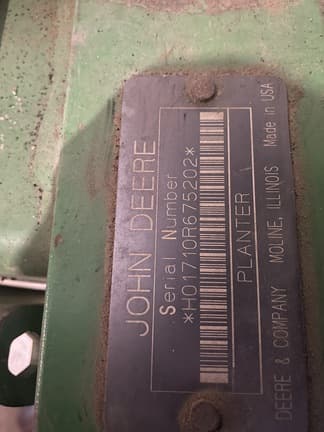 JOHN DEERE
Serial Number
*H01710R675202*
PLANTER
DEERE & COMPANY MOLINE, ILLINOIS Made in USA